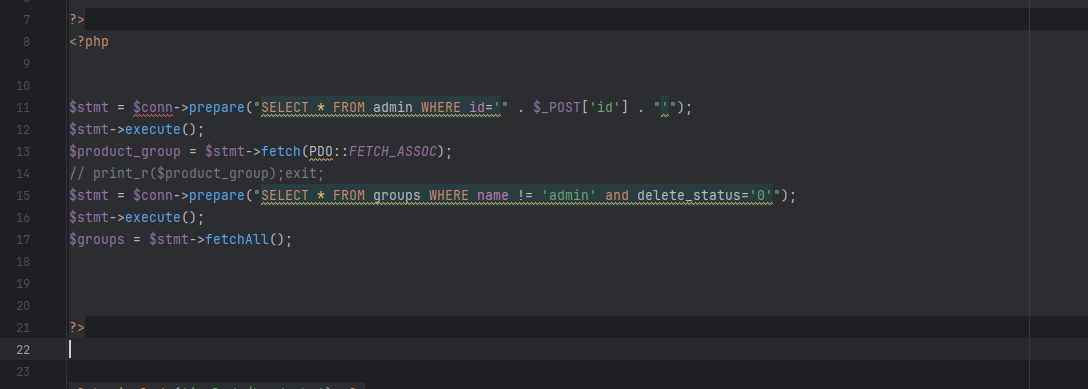 7 ?>
8 <?php
9
10
11 $stmt = $conn->prepare("SELECT * FROM admin WHERE id='" . $_POST['id'] . "'");
12 $stmt->execute();
13 $product_group = $stmt->fetch(PDO::FETCH_ASSOC);
14 // print_r($product_group);exit;
15 $stmt = $conn->prepare("SELECT * FROM groups WHERE name != 'admin' and delete_status='0'");
16 $stmt->execute();
17 $groups = $stmt->fetchAll();
18
19
20
21 ?>
22
23